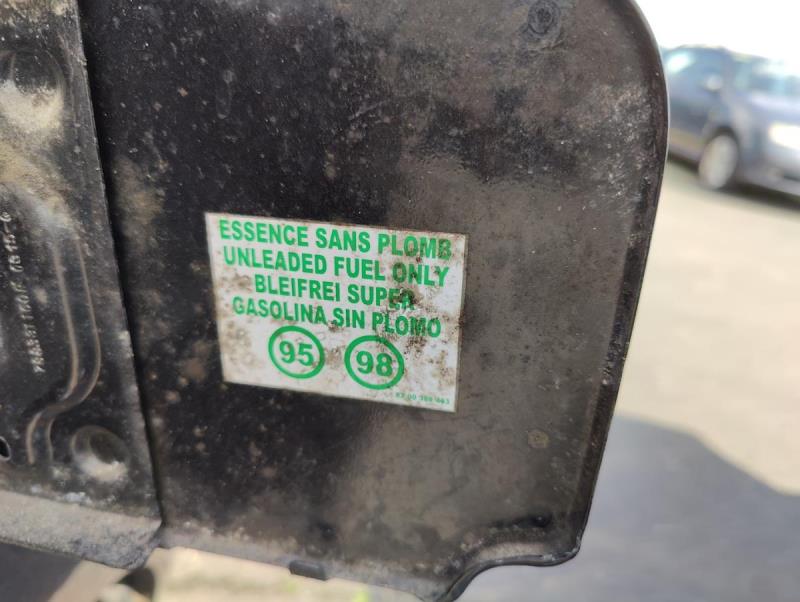 ESSENCE SANS PLOMB
UNLEADED FUEL ONLY
BLEIFREI SUPER
GASOLINA SIN PLOMO
95 98